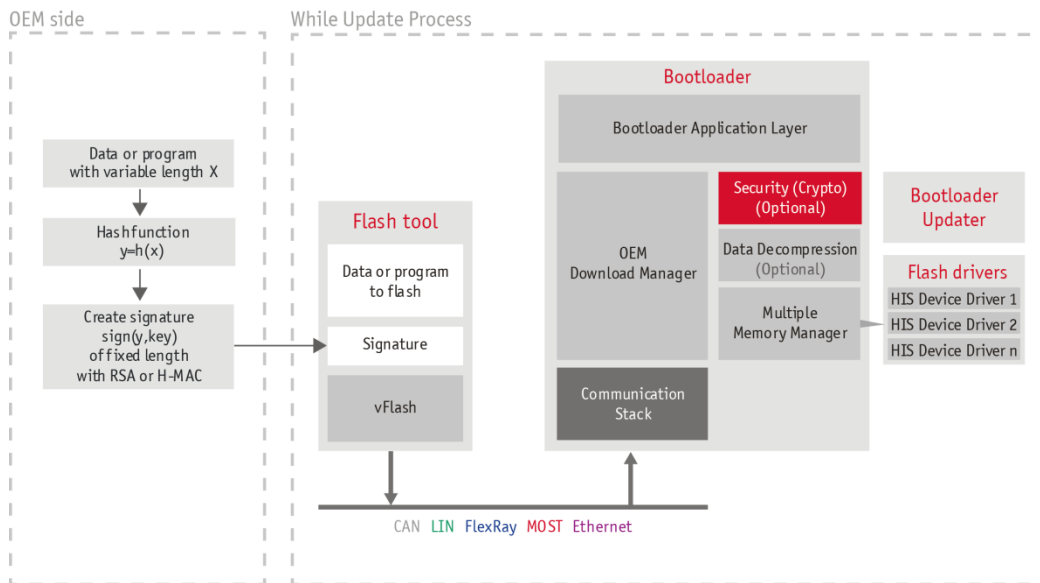 OEM side
While Update Process
Data or program
with variable length X
Hashfunction
y=h(x)
Create signature
sign(y,key)
of fixed length
with RSA or H-MAC
Flash tool
Data or program
to flash
Signature
vFlash
Bootloader
Bootloader Application Layer
OEM
Download Manager
Security (Crypto)
(Optional)
Data Decompression
(Optional)
Multiple
Memory Manager
Communication
Stack
Bootloader
Updater
Flash drivers
HIS Device Driver 1
HIS Device Driver 2
HIS Device Driver n
CAN LIN FlexRay MOST Ethernet